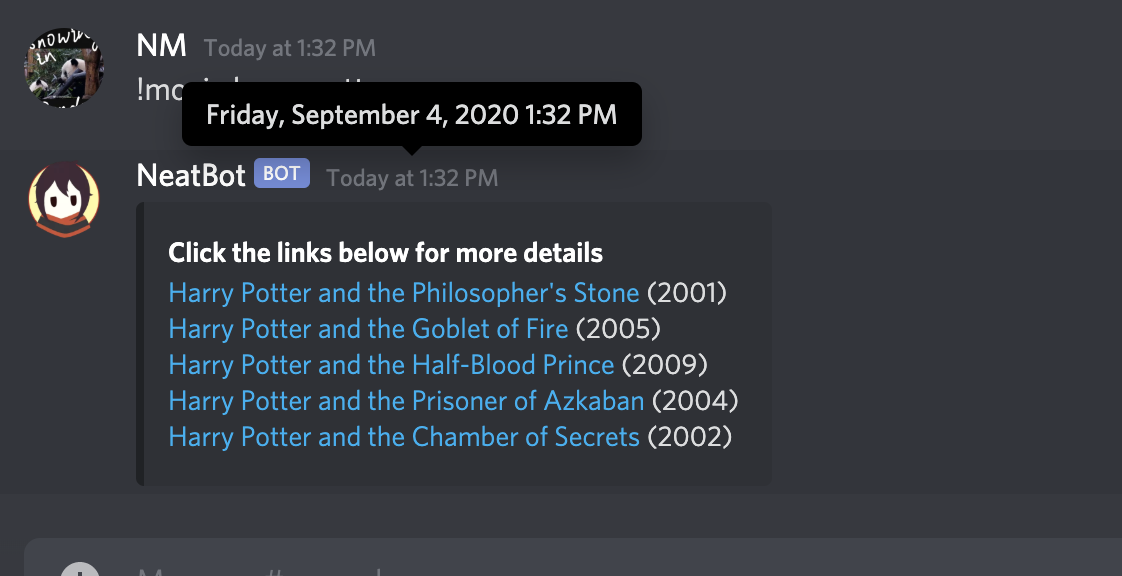 NM Today at 1:32 PM
Friday, September 4, 2020 1:32 PM
NeatBot BOT Today at 1:32 PM
Click the links below for more details
Harry Potter and the Philosopher's Stone (2001)
Harry Potter and the Goblet of Fire (2005)
Harry Potter and the Half-Blood Prince (2009)
Harry Potter and the Prisoner of Azkaban (2004)
Harry Potter and the Chamber of Secrets (2002)